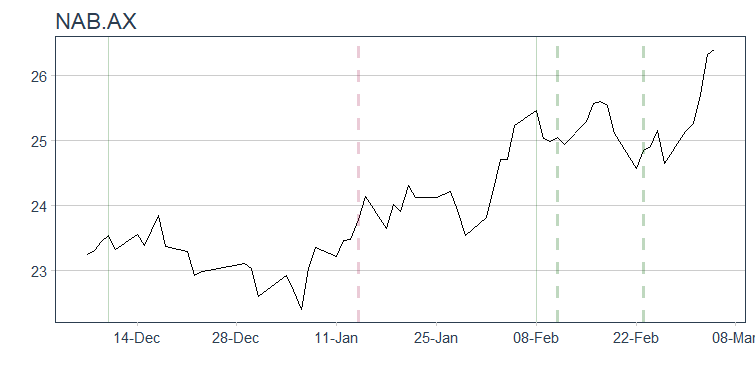 NAB.AX
26
25
24
23
14-Dec
28-Dec
11-Jan
25-Jan
08-Feb
22-Feb
08-Mar